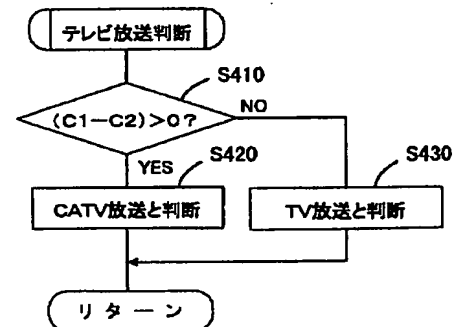 テレビ放送判断
S410
(C1－C2)＞0?
NO
YES
S420
S430
CATV放送と判断
TV放送と判断
リターン